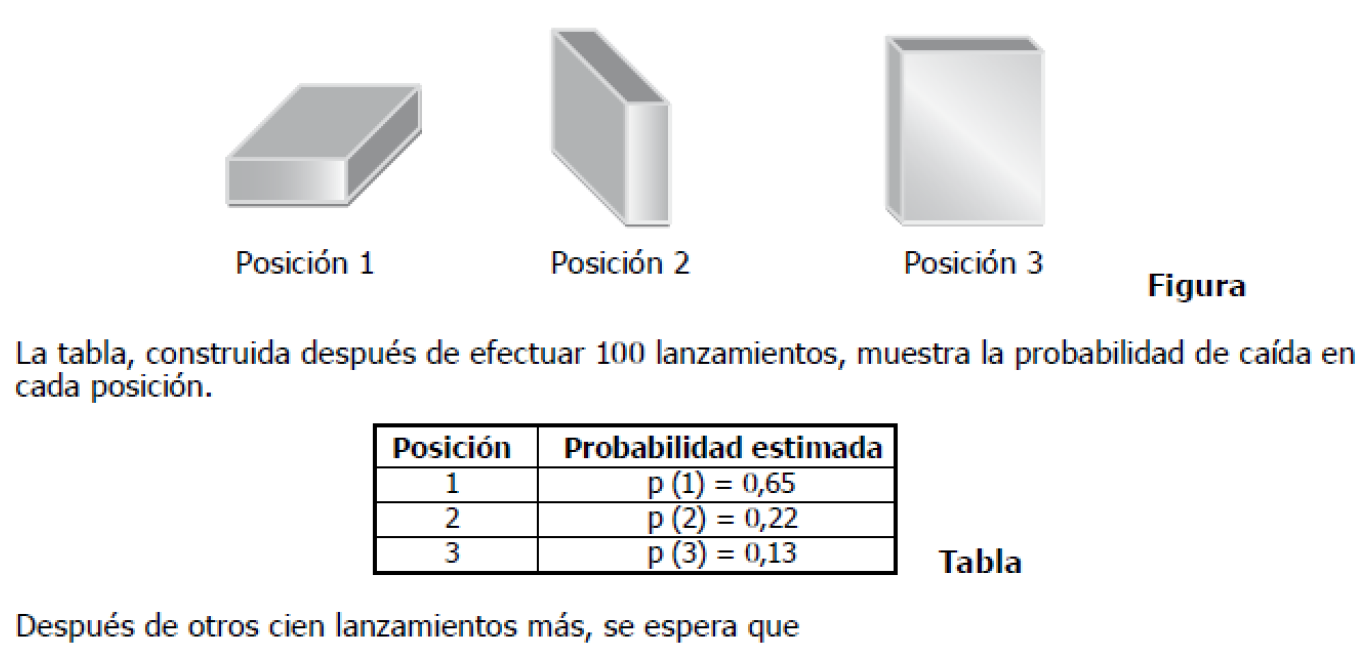 Posición 1
Posición 2
Posición 3
Figura
La tabla, construida después de efectuar 100 lanzamientos, muestra la probabilidad de caída en
cada posición.
Posición Probabilidad estimada
1 p (1) = 0,65
2 p (2) = 0,22
3 p (3) = 0,13
Tabla
Después de otros cien lanzamientos más, se espera que